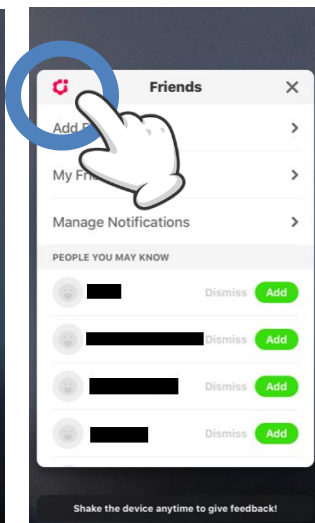 Friends
Add
My
Manage Notifications
PEOPLE YOU MAY KNOW
Dismiss Add
Dismiss Add
Dismiss Add
Dismiss Add
Shake the device anytime to give feedback!